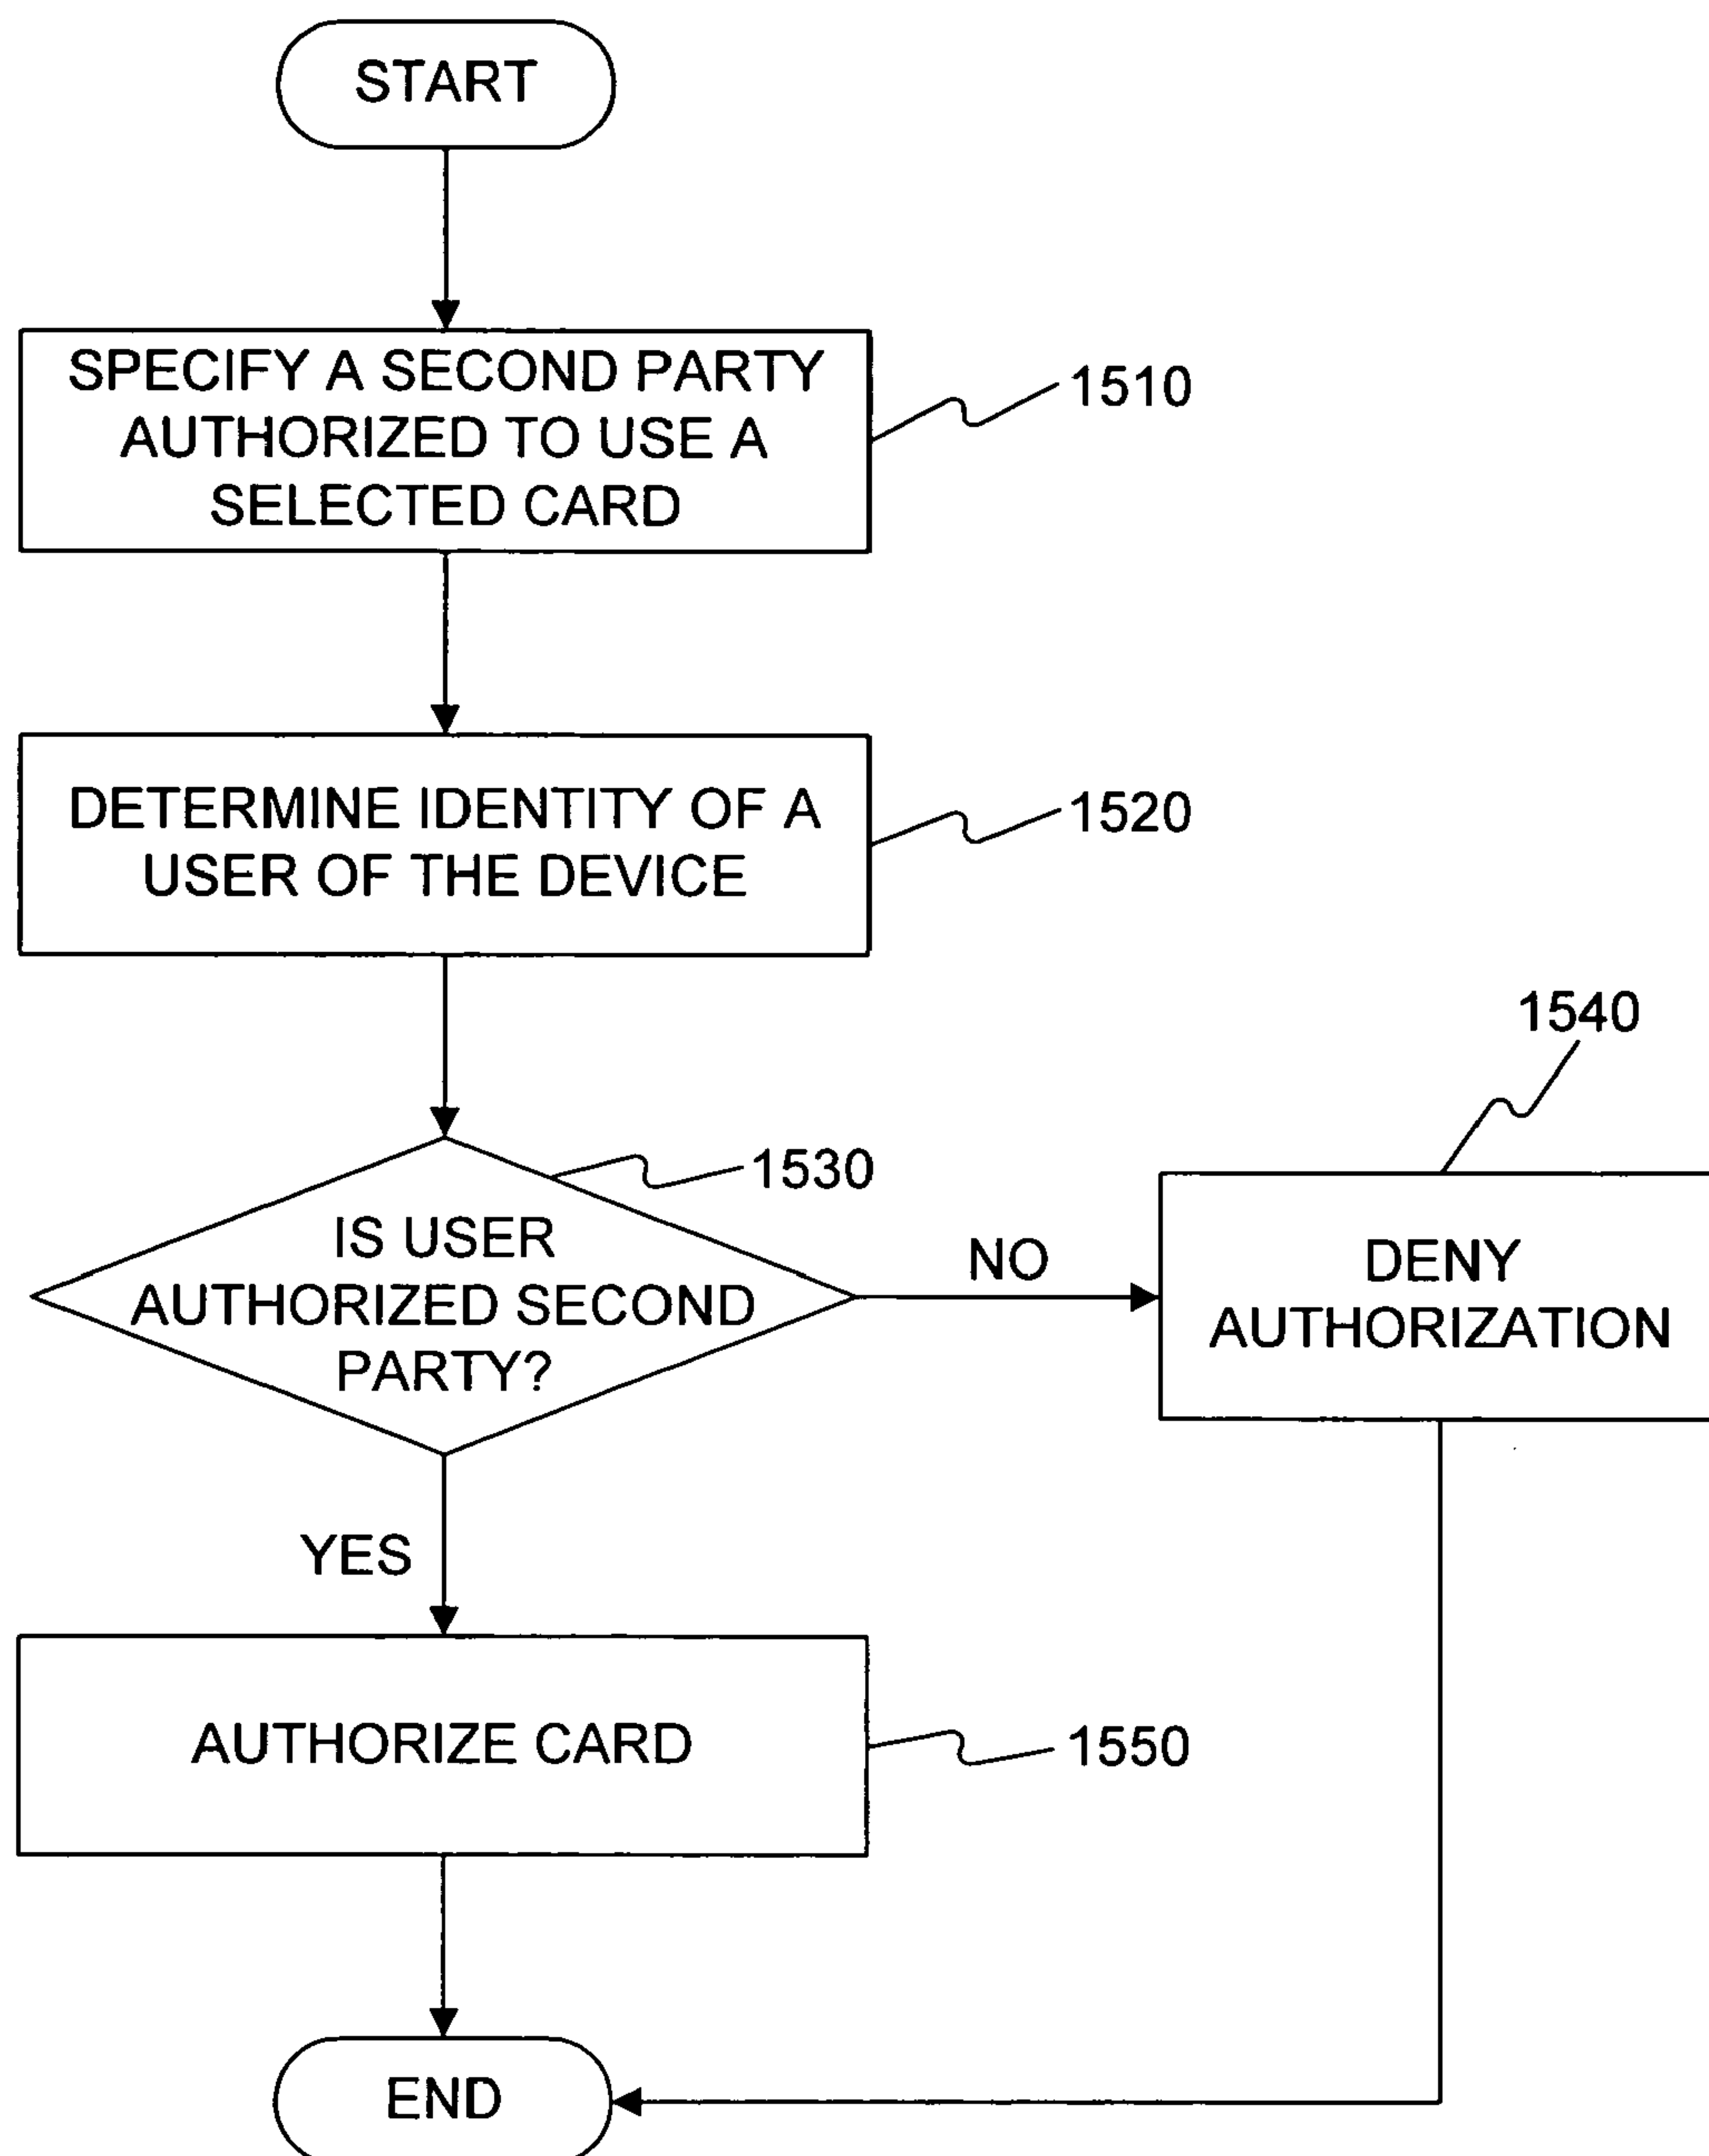 START
SPECIFY A SECOND PARTY
AUTHORIZED TO USE A
SELECTED CARD
1510
DETERMINE IDENTITY OF A
USER OF THE DEVICE
1520
1530
IS USER
AUTHORIZED SECOND
PARTY?
NO
1540
DENY
AUTHORIZATION
YES
AUTHORIZE CARD
1550
END